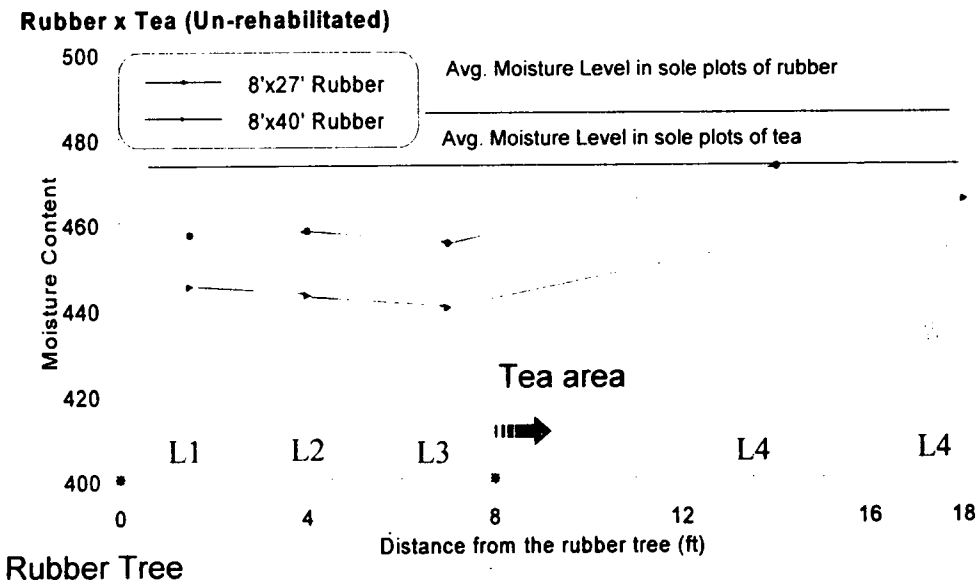 Rubber x Tea (Un-rehabilitated)
500
8'x27' Rubber
8'x40' Rubber
Avg. Moisture Level in sole plots of rubber
480
Avg. Moisture Level in sole plots of tea
460
440
420
400
Moisture Content
Tea area
L1 L2 L3 L4 L4
0 4 8 12 16 18
Distance from the rubber tree (ft)
Rubber Tree